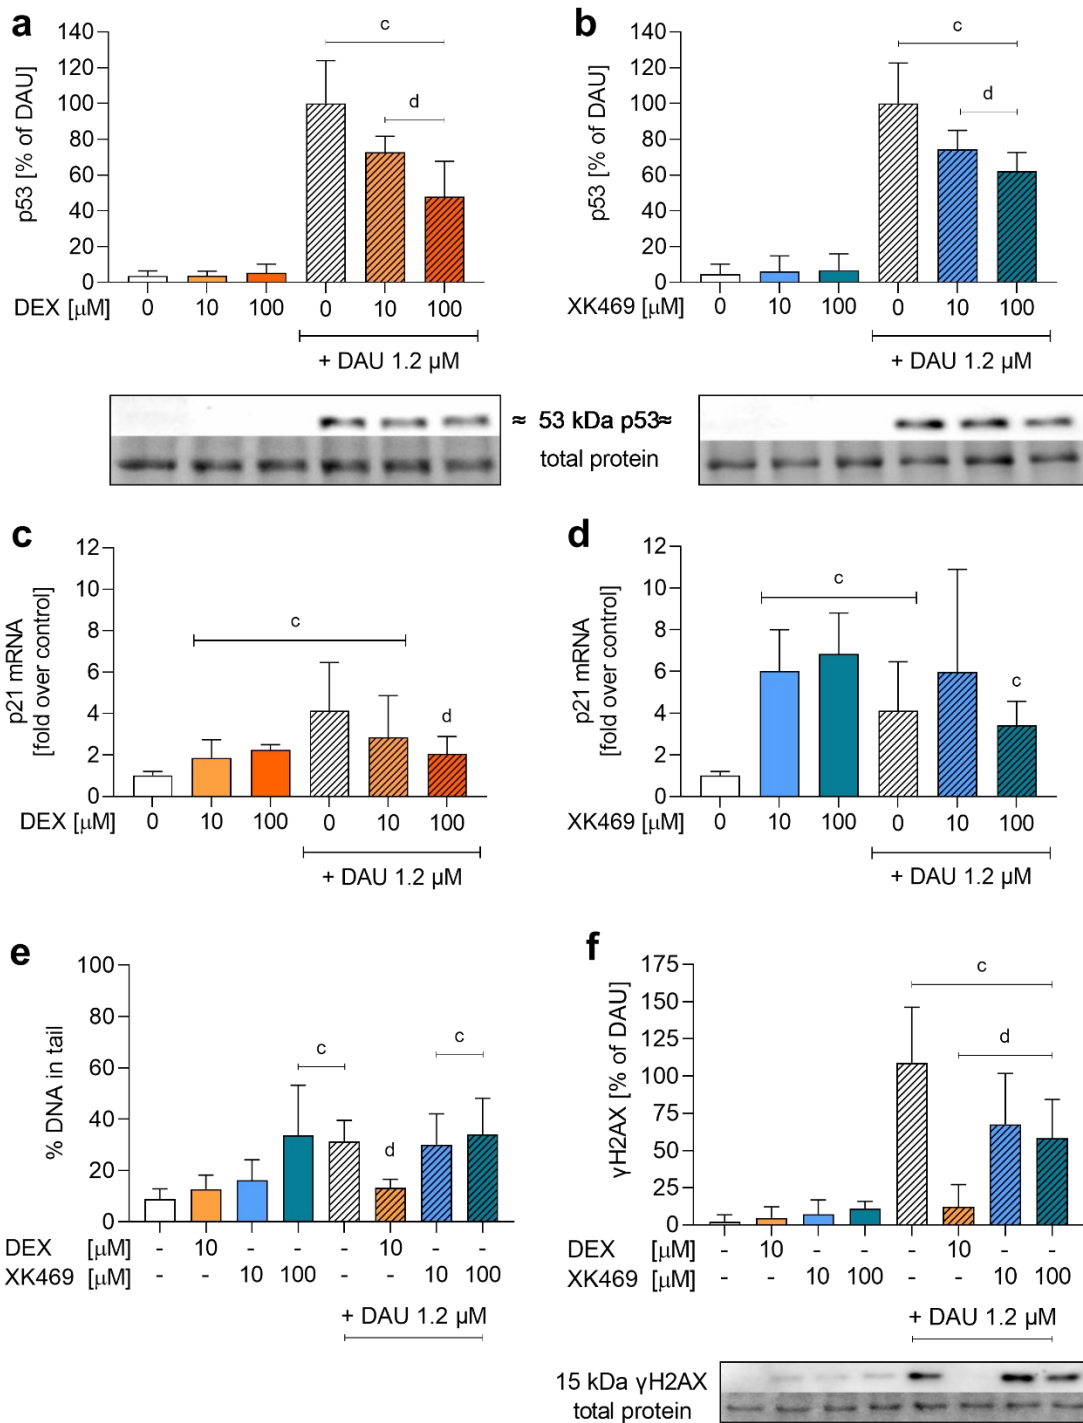 a
p53 [% of DAU]
140
120
100
80
60
40
20
0
c
d
DEX [μM]
0 10 100 0 10 100
+ DAU 1.2 μM
b
p53 [% of DAU]
140
120
100
80
60
40
20
0
c
d
XK469 [μM]
0 10 100 0 10 100
+ DAU 1.2 μM
≈ 53 kDa p53≈
total protein
c
p21 mRNA
[fold over control]
12
10
8
6
4
2
0
c
d
DEX [μM]
0 10 100 0 10 100
+ DAU 1.2 μM
d
p21 mRNA
[fold over control]
12
10
8
6
4
2
0
c
c
XK469 [μM]
0 10 100 0 10 100
+ DAU 1.2 μM
e
% DNA in tail
100
80
60
40
20
0
c
d
c
DEX [μM] - 10 - - - 10 - -
XK469 [μM] - - 10 100 - - 10 100
+ DAU 1.2 μM
f
γH2AX [% of DAU]
175
150
125
100
75
50
25
0
c
d
DEX [μM] - 10 - - - 10 - -
XK469 [μM] - - 10 100 - - 10 100
+ DAU 1.2 μM
15 kDa γH2AX
total protein